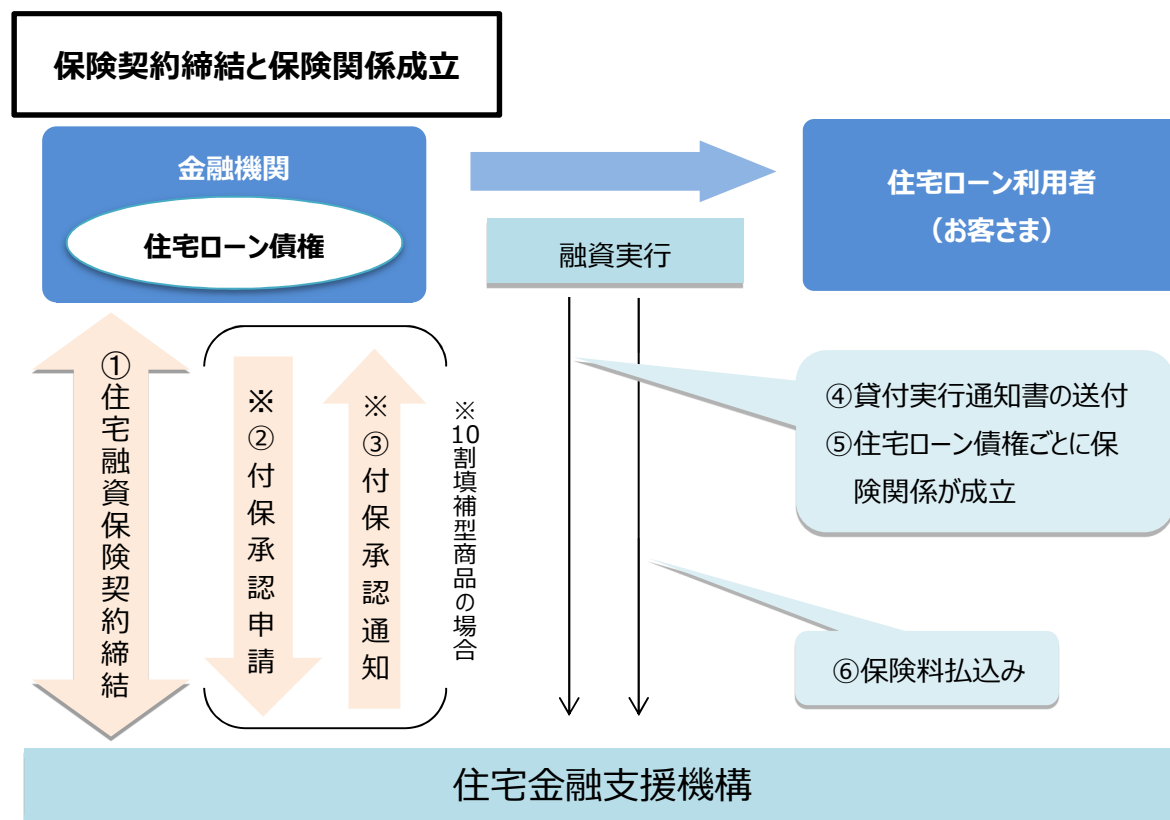 保険契約締結と保険関係成立
金融機関
住宅ローン債権
融資実行
住宅ローン利用者
（お客さま）
①住宅融資保険契約締結
※②付保承認申請
※③付保承認通知
※10割填補型商品の場合
④貸付実行通知書の送付
⑤住宅ローン債権ごとに保
険関係が成立
⑥保険料払込み
住宅金融支援機構